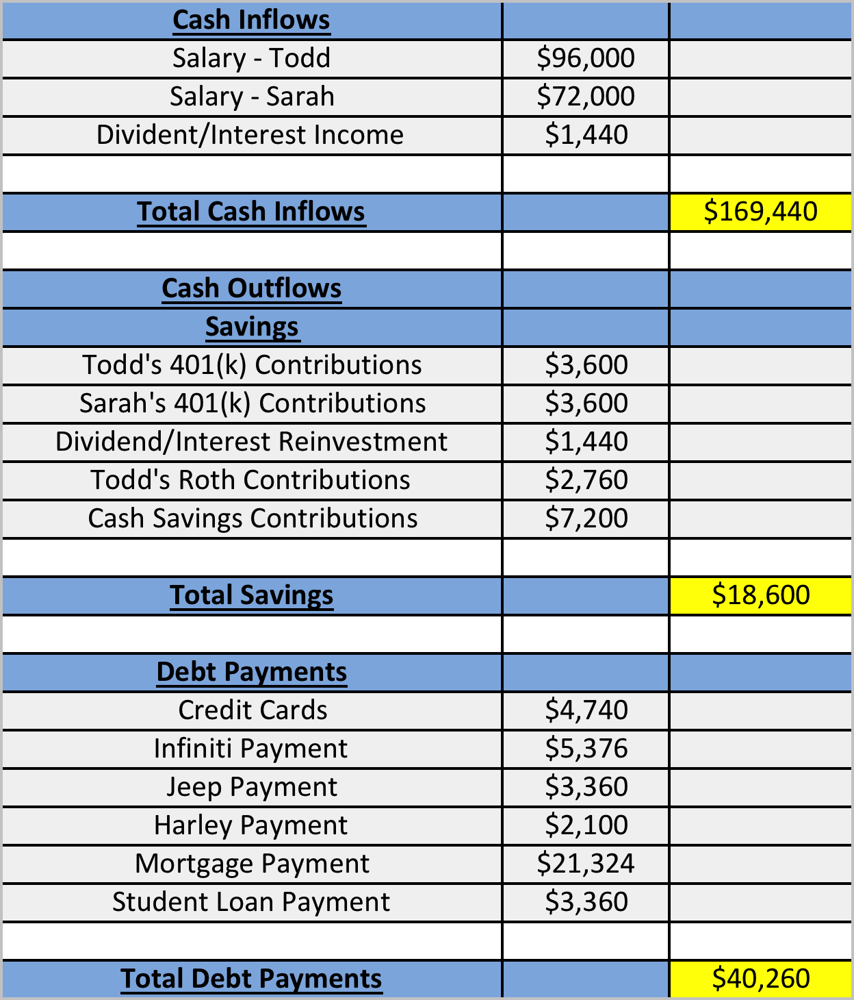 Cash Inflows
Salary - Todd $96,000
Salary - Sarah $72,000
Divident/Interest Income $1,440
Total Cash Inflows $169,440
Cash Outflows
Savings
Todd's 401(k) Contributions $3,600
Sarah's 401(k) Contributions $3,600
Dividend/Interest Reinvestment $1,440
Todd's Roth Contributions $2,760
Cash Savings Contributions $7,200
Total Savings $18,600
Debt Payments
Credit Cards $4,740
Infiniti Payment $5,376
Jeep Payment $3,360
Harley Payment $2,100
Mortgage Payment $21,324
Student Loan Payment $3,360
Total Debt Payments $40,260